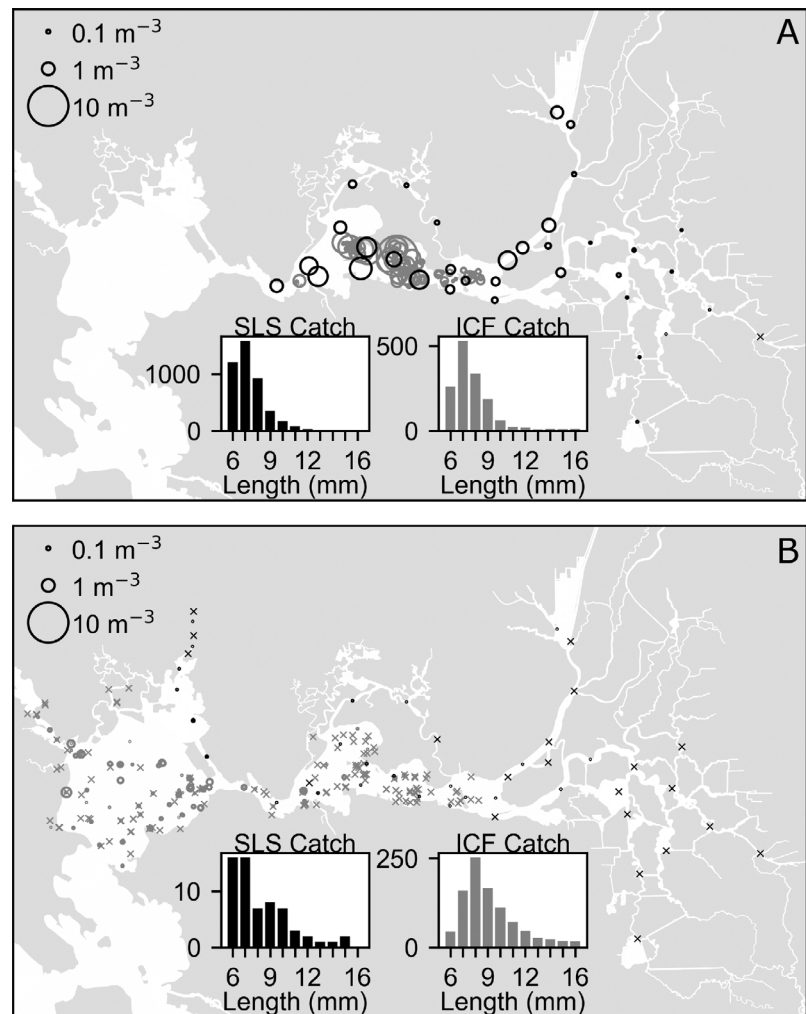 A
0.1 m⁻³
1 m⁻³
10 m⁻³
SLS Catch
1000
0
6 9 12 16
Length (mm)
ICF Catch
500
0
6 9 12 16
Length (mm)
B
0.1 m⁻³
1 m⁻³
10 m⁻³
SLS Catch
10
0
6 9 12 16
Length (mm)
ICF Catch
250
0
6 9 12 16
Length (mm)